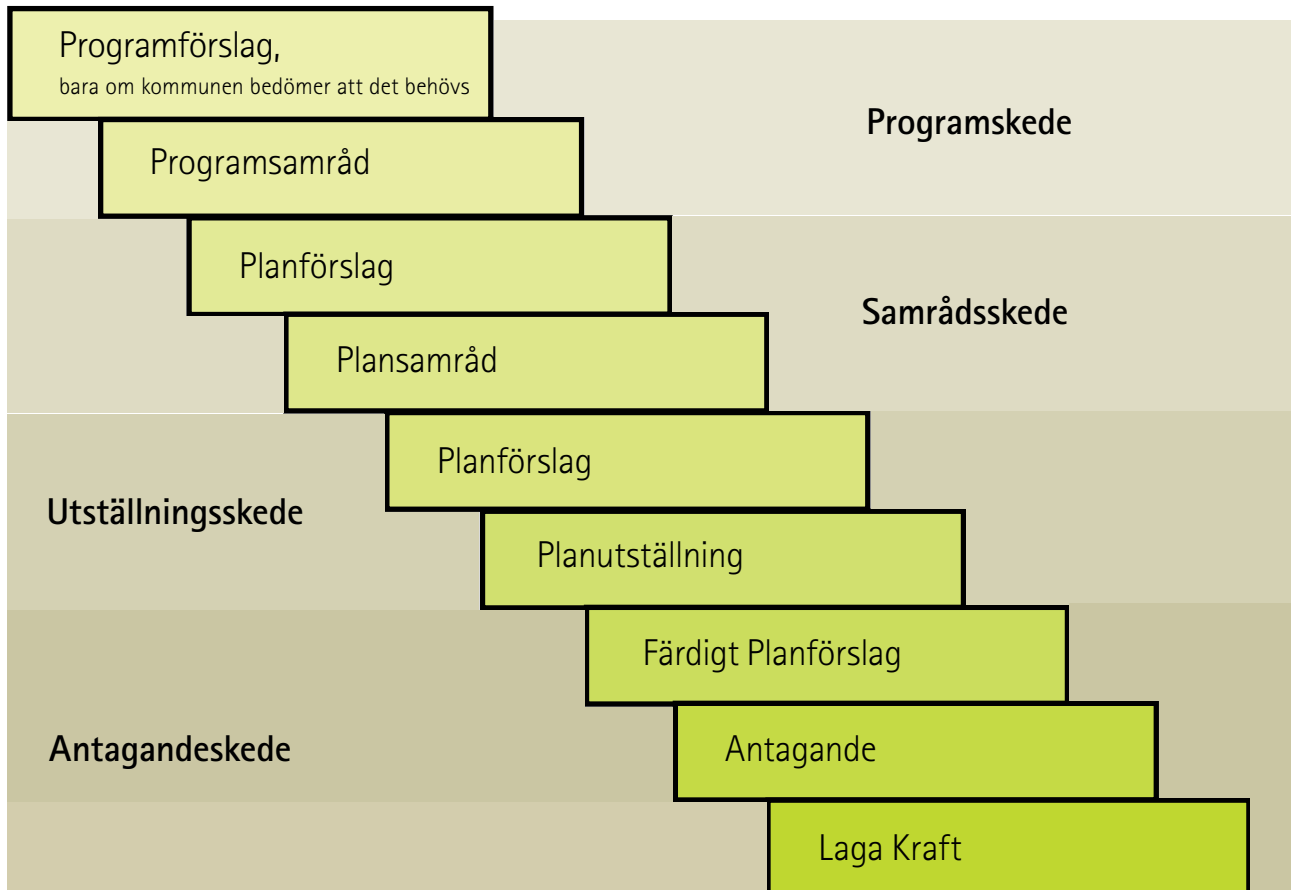 Programförslag,
bara om kommunen bedömer att det behövs
Programskede
Programsamråd
Planförslag
Samrådsskede
Plansamråd
Planförslag
Utställningsskede
Planutställning
Färdigt Planförslag
Antagandeskede
Antagande
Laga Kraft